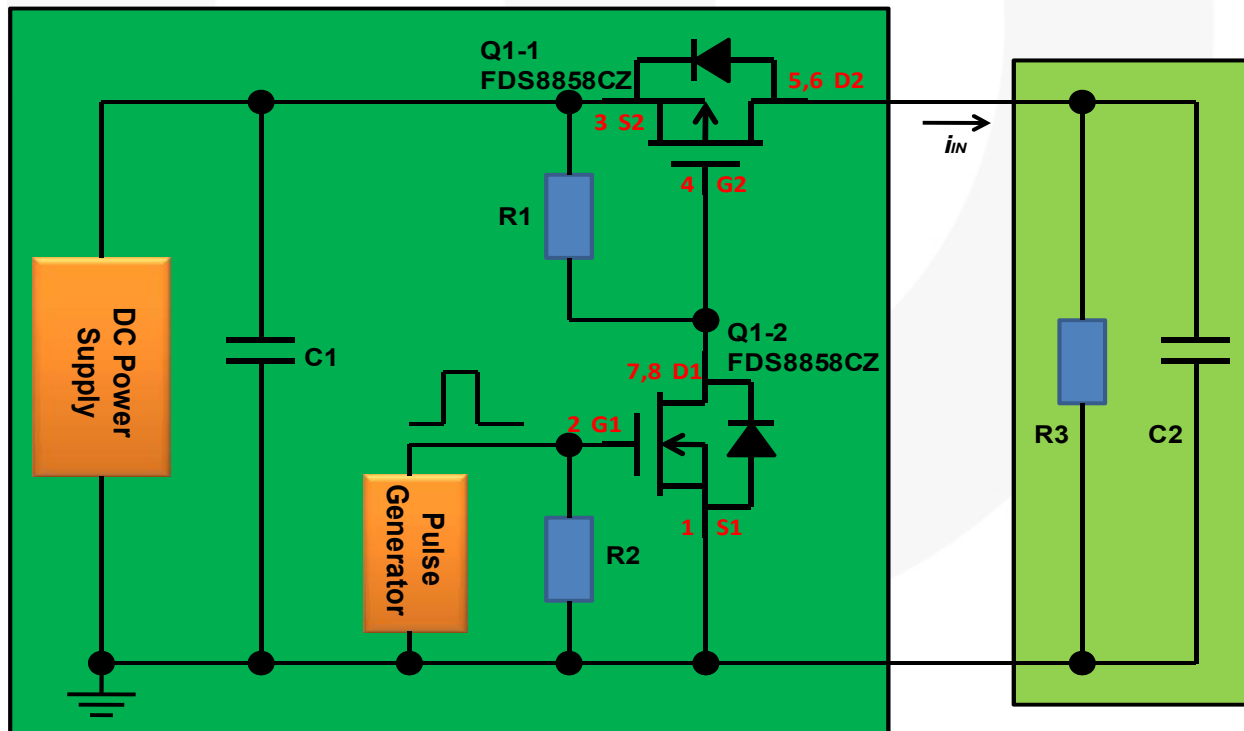 Q1-1
FDS8858CZ
5,6 D2
3 S2
iIN
4 G2
R1
DC Power
Supply
C1
Q1-2
FDS8858CZ
7,8 D1
2 G1
R3
C2
Pulse
Generator
R2
1 S1